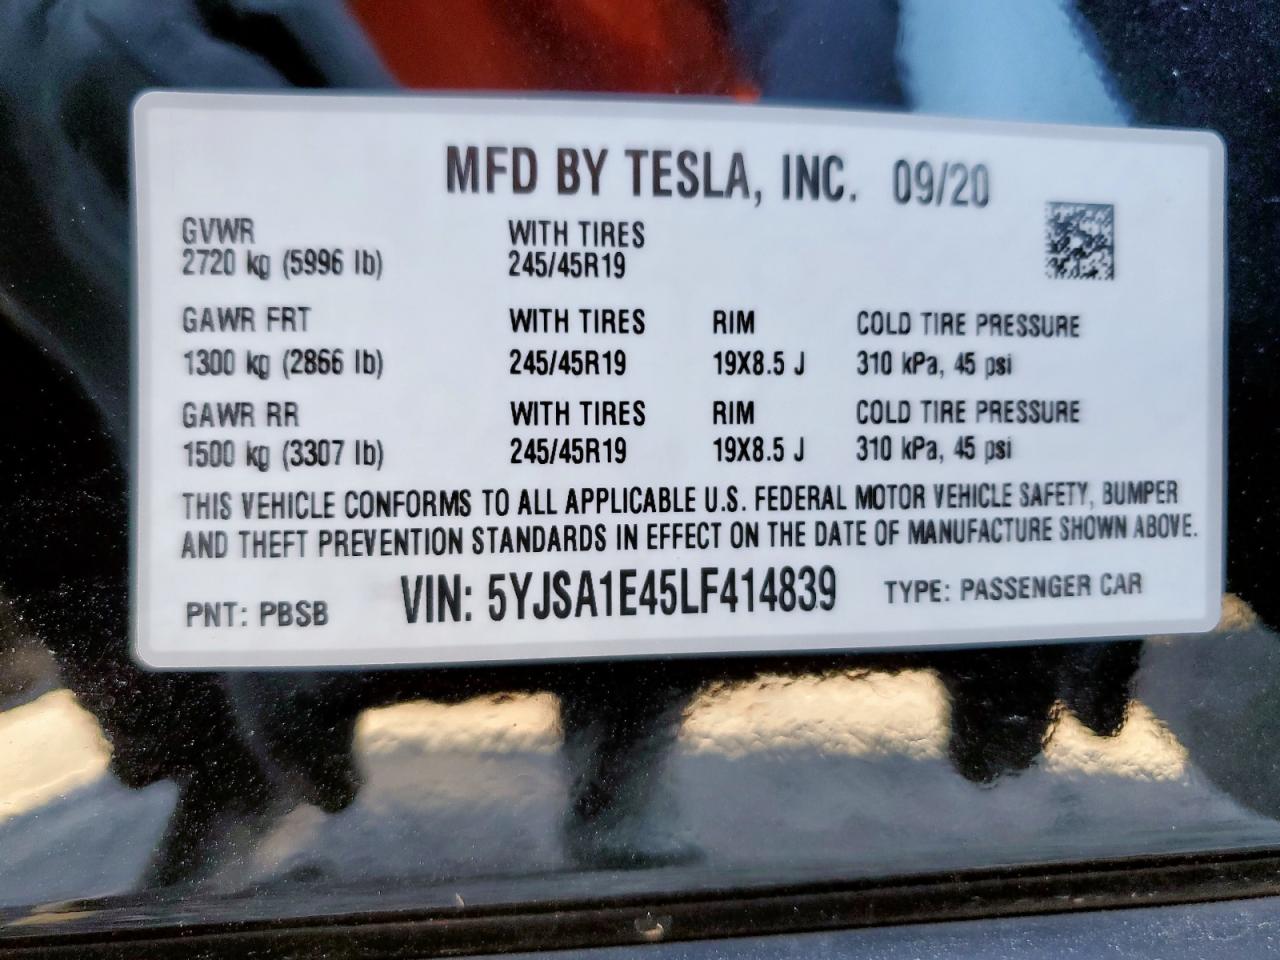 MFD BY TESLA, INC. 09/20
GVWR WITH TIRES
2720 kg (5996 lb) 245/45R19
GAWR FRT WITH TIRES RIM COLD TIRE PRESSURE
1300 kg (2866 lb) 245/45R19 19X8.5 J 310 kPa, 45 psi
GAWR RR WITH TIRES RIM COLD TIRE PRESSURE
1500 kg (3307 lb) 245/45R19 19X8.5 J 310 kPa, 45 psi
THIS VEHICLE CONFORMS TO ALL APPLICABLE U.S. FEDERAL MOTOR VEHICLE SAFETY, BUMPER
AND THEFT PREVENTION STANDARDS IN EFFECT ON THE DATE OF MANUFACTURE SHOWN ABOVE.
PNT: PBSB VIN: 5YJSA1E45LF414839 TYPE: PASSENGER CAR